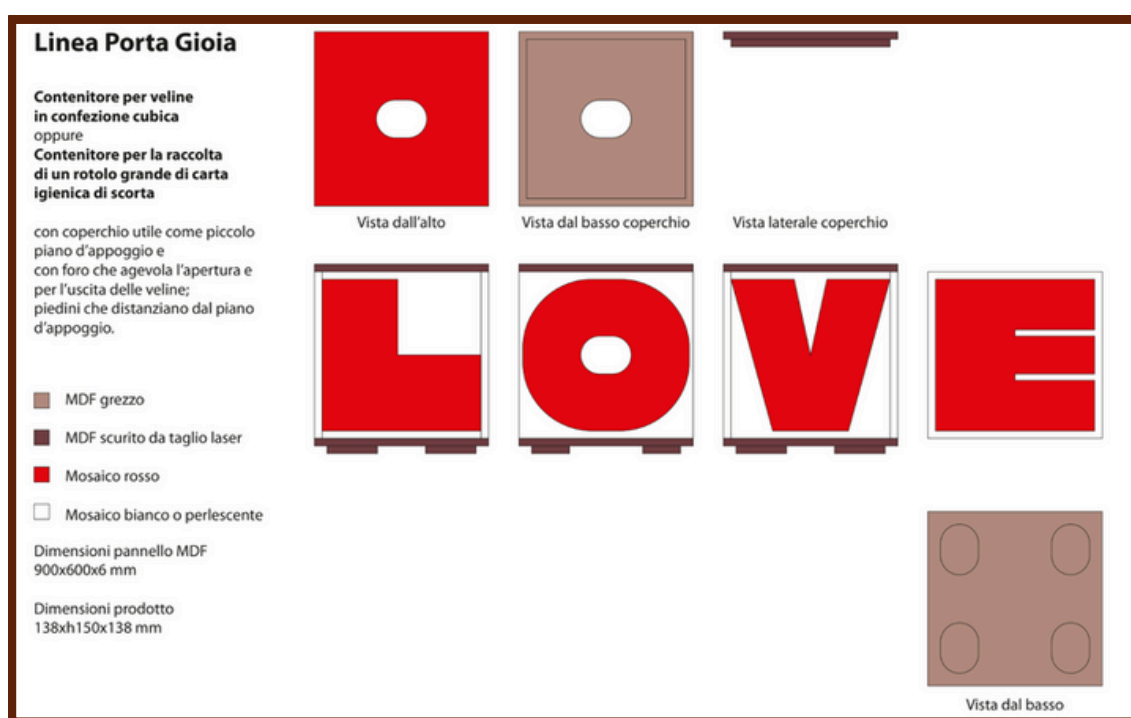 Linea Porta Gioia
Contenitore per veline
in confezione cubica
oppure
Contenitore per la raccolta
di un rotolo grande di carta
igienica di scorta
con coperchio utile come piccolo
piano d'appoggio e
con foro che agevola l'apertura e
per l'uscita delle veline;
piedini che distanziano dal piano
d'appoggio.
MDF grezzo
MDF scurito da taglio laser
Mosaico rosso
Mosaico bianco o perlescente
Dimensioni pannello MDF
900x600x6 mm
Dimensioni prodotto
138xh150x138 mm
Vista dall'alto
Vista dal basso coperchio
Vista laterale coperchio
L O V E
Vista dal basso